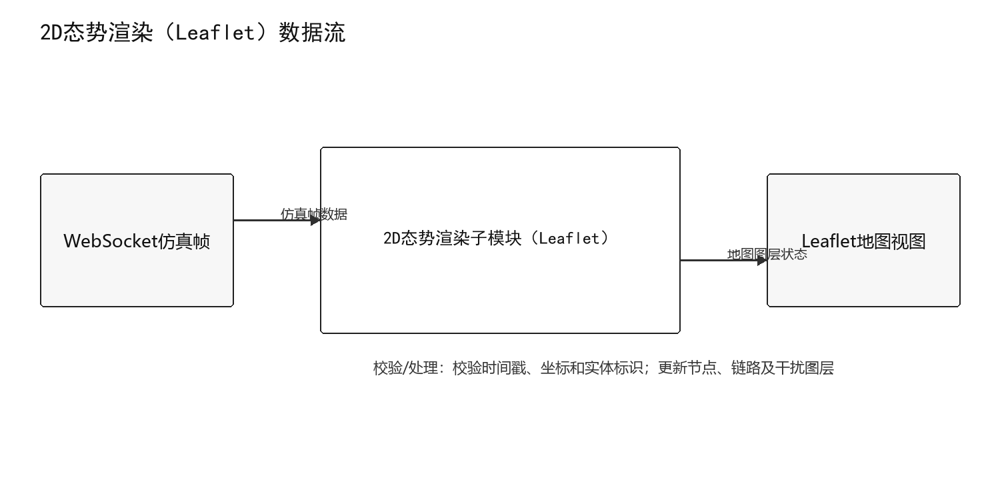 2D态势渲染（Leaflet）数据流
仿真帧数据
WebSocket仿真帧
2D态势渲染子模块（Leaflet）
地图图层状态
Leaflet地图视图
校验/处理：校验时间戳、坐标和实体标识；更新节点、链路及干扰图层